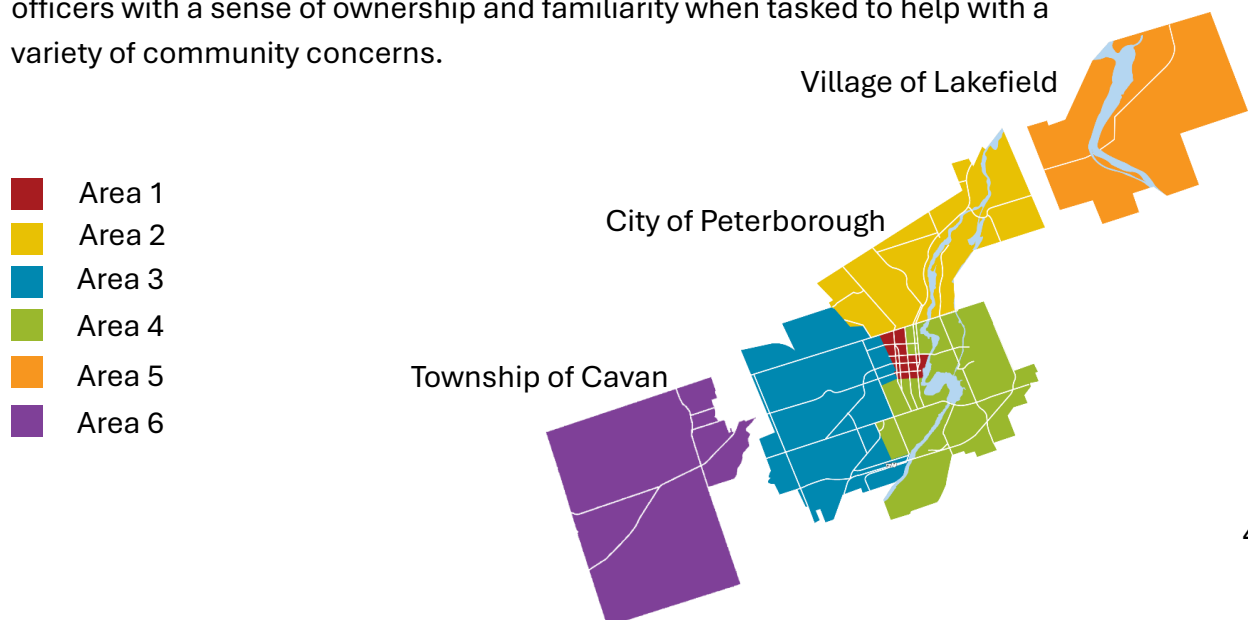 officers with a sense of ownership and familiarity when tasked to help with a
variety of community concerns.
Village of Lakefield
Area 1
Area 2
City of Peterborough
Area 3
Area 4
Township of Cavan
Area 5
Area 6